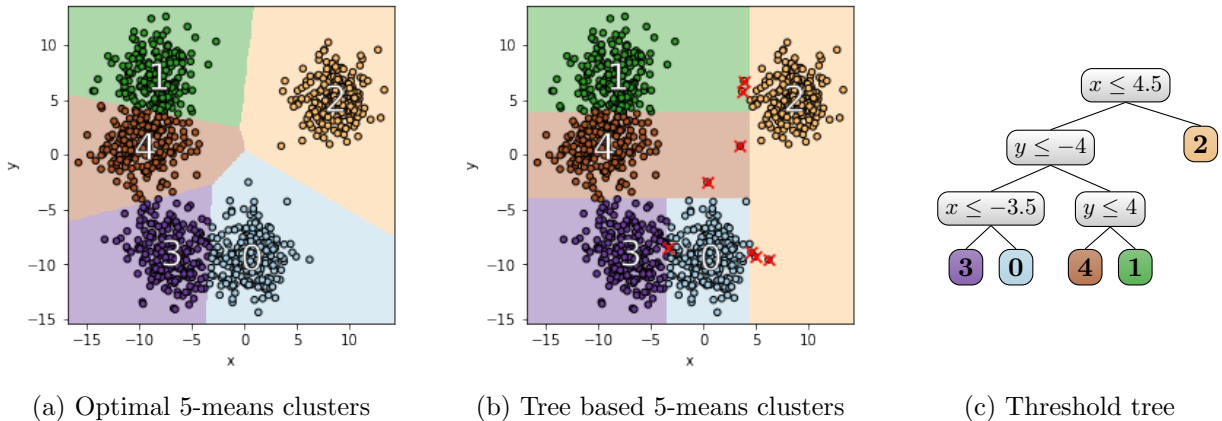 10
5
0
−5
−10
−15
y
−15 −10 −5 0 5 10
x
1
2
4
3
0
(a) Optimal 5-means clusters
10
5
0
−5
−10
−15
y
−15 −10 −5 0 5 10
x
1
2
4
3
0
(b) Tree based 5-means clusters
x ≤ 4.5
y ≤ −4
2
x ≤ −3.5
y ≤ 4
3
0
4
1
(c) Threshold tree